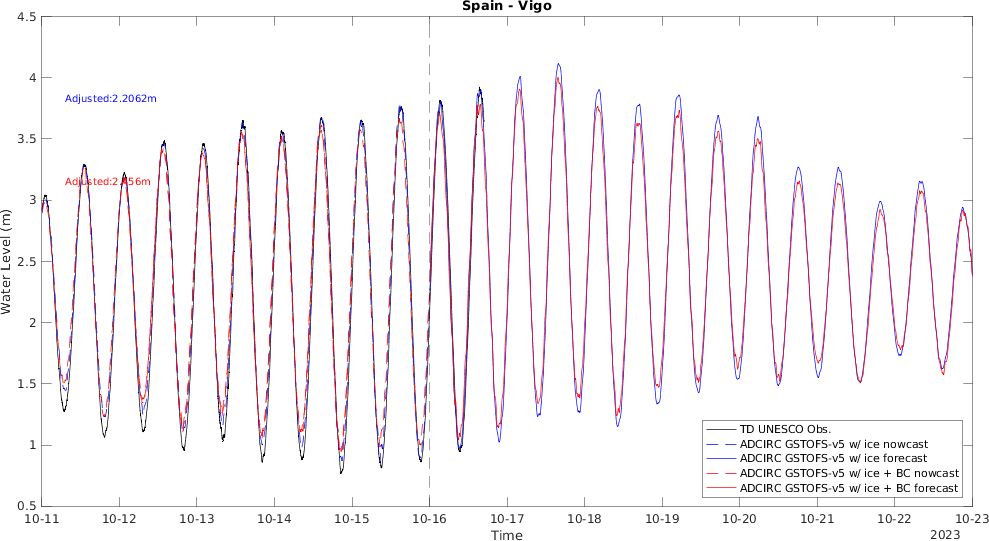 Spain - Vigo
Water Level (m)
4.5
4
3.5
3
2.5
2
1.5
1
0.5
Adjusted:2.2062m
10-11
10-12
10-13
10-14
10-15
10-16
10-17
10-18
10-19
10-20
10-21
10-22
10-23
2023
Time
TD UNESCO Obs.
ADCIRC GSTOFS-v5 w/ ice nowcast
ADCIRC GSTOFS-v5 w/ ice forecast
ADCIRC GSTOFS-v5 w/ ice + BC nowcast
ADCIRC GSTOFS-v5 w/ ice + BC forecast